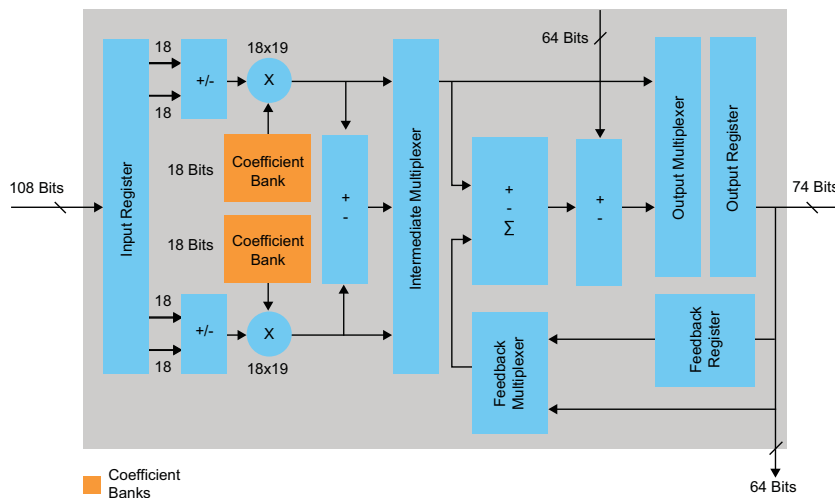 64 Bits
18
18x19
+/-
X
18
Coefficient
Bank
18 Bits
108 Bits
Input Register
+
-
Intermediate Multiplexer
+
-
∑
+
-
Output Multiplexer
Output Register
74 Bits
18 Bits
Coefficient
Bank
18
+/-
X
18
18x19
Feedback
Multiplexer
Feedback
Register
Coefficient
Banks
64 Bits